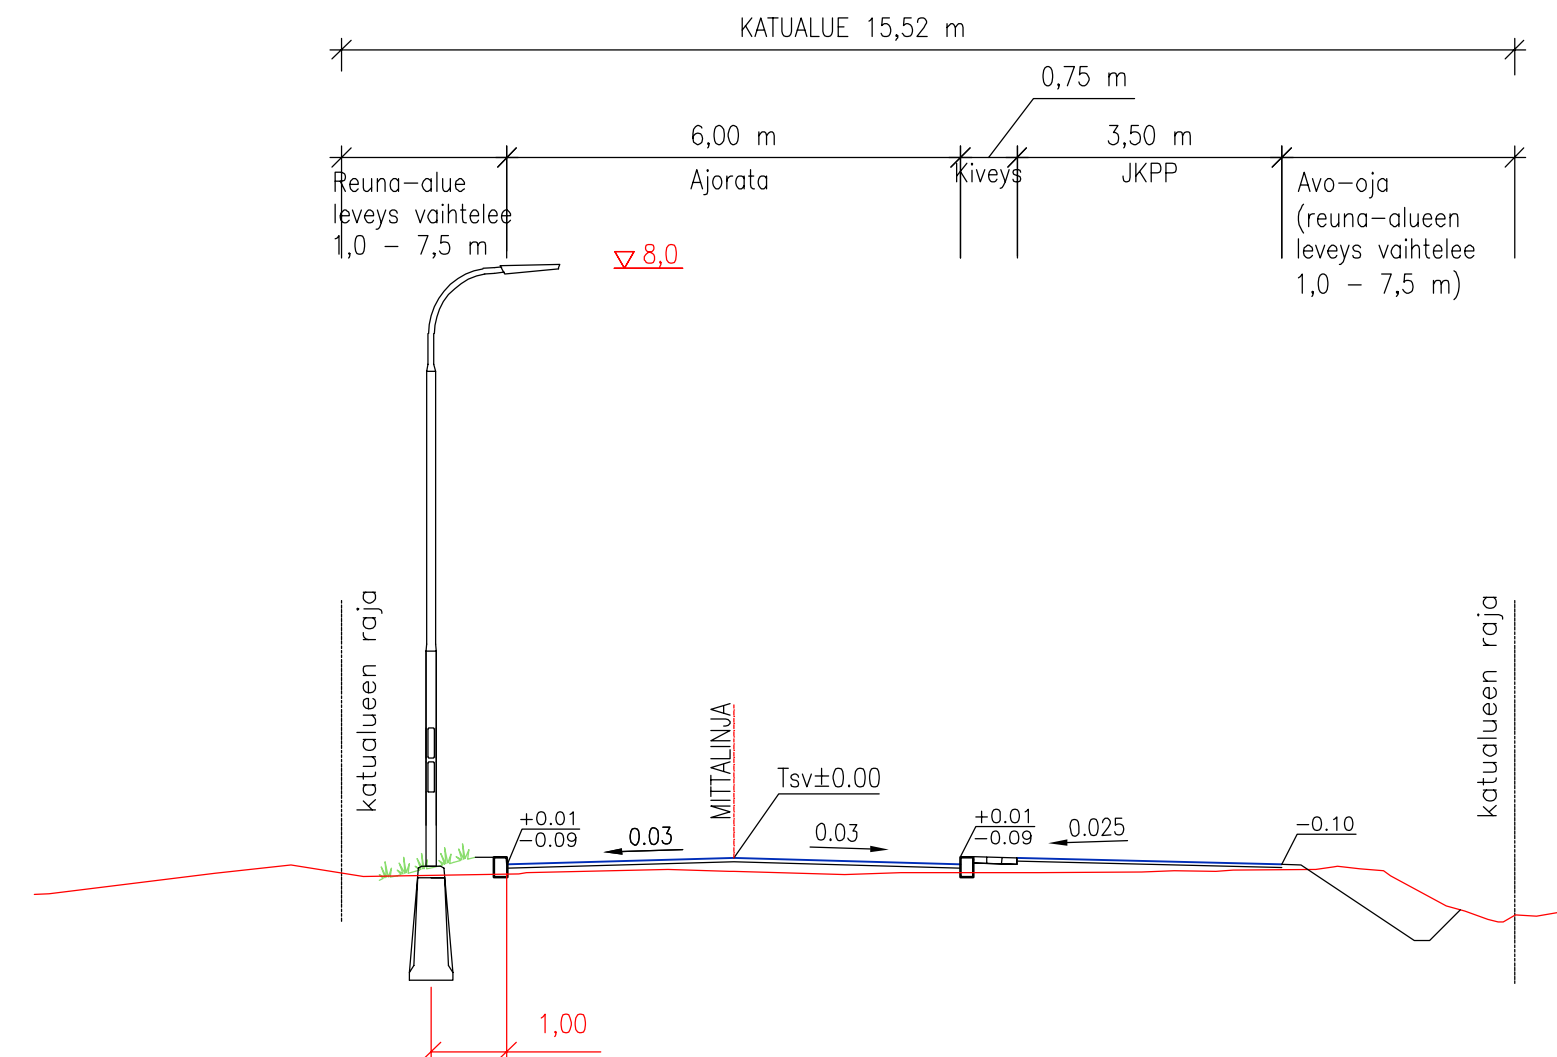 KATUALUE 15,52 m
0,75 m
6,00 m
3,50 m
Reuna-alue
leveys vaihtelee
1,0 - 7,5 m
Ajorata
Kiveys
JKPP
Avo-oja
(reuna-alueen
leveys vaihtelee
1,0 - 7,5 m)
8,0
katualueen raja
MITTALINJA
Tsv±0.00
katualueen raja
+0.01
-0.09
0.03
0.03
+0.01
-0.09
0.025
-0.10
1,00